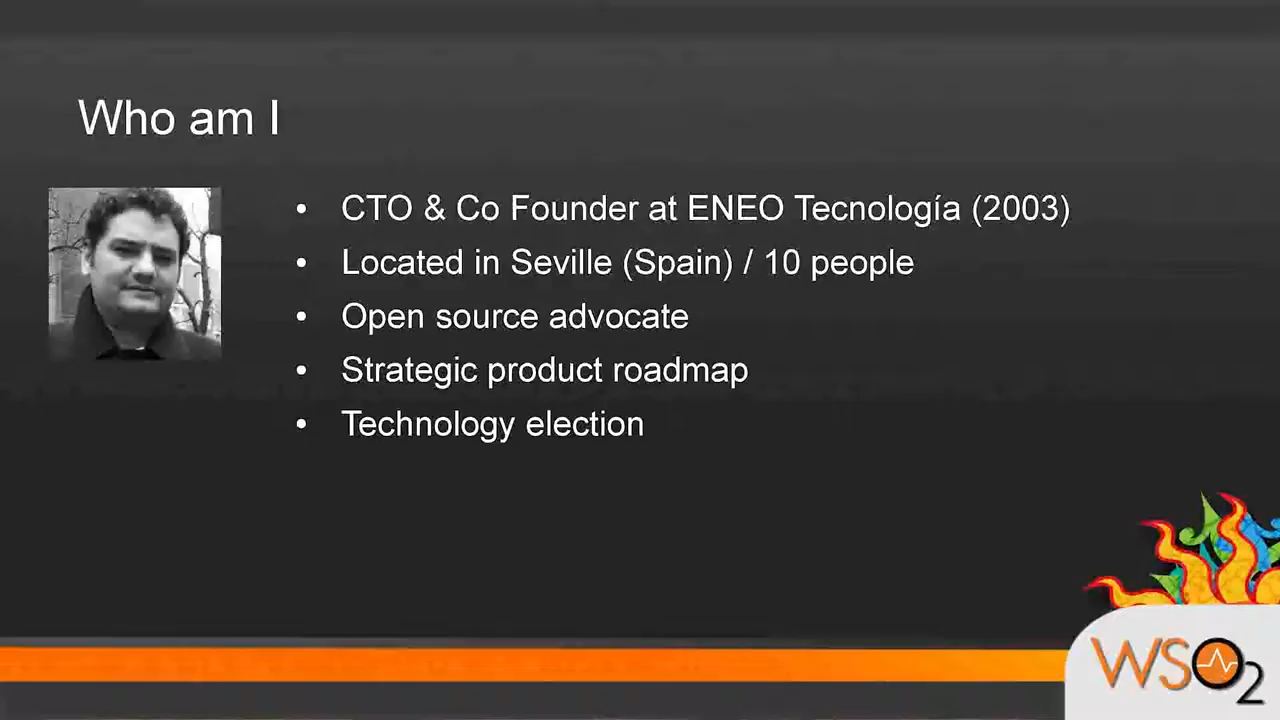 Who am I
• CTO & Co Founder at ENEO Tecnología (2003)
• Located in Seville (Spain) / 10 people
• Open source advocate
• Strategic product roadmap
• Technology election
WSO2